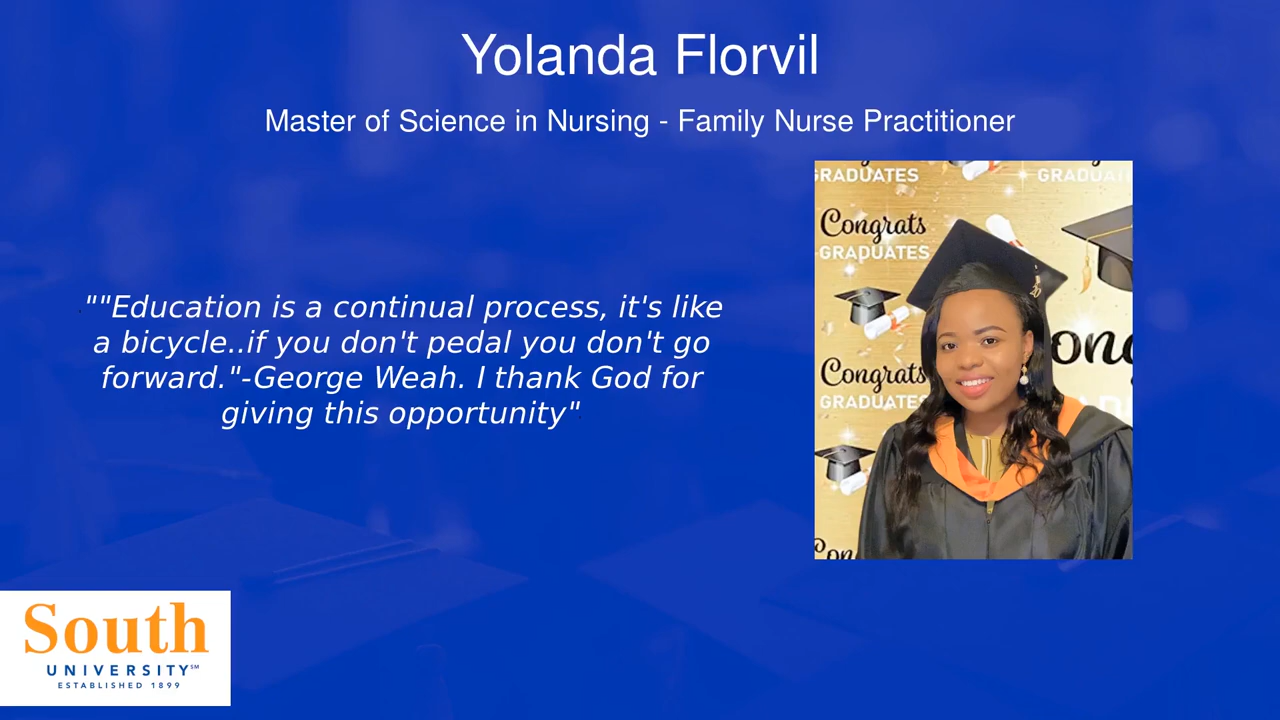 Yolanda Florvil
Master of Science in Nursing - Family Nurse Practitioner
GRADUATES
GRADUATES
Congrats
GRADUATES
Congrats
GRADUATES
""Education is a continual process, it's like
a bicycle..if you don't pedal you don't go
forward."-George Weah. I thank God for
giving this opportunity"
South
UNIVERSITY℠
ESTABLISHED 1899